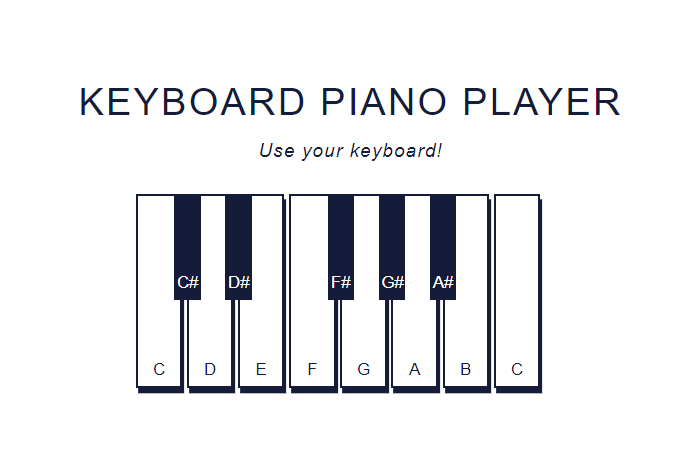 KEYBOARD PIANO PLAYER
Use your keyboard!
C# D# F# G# A#
C D E F G A B C